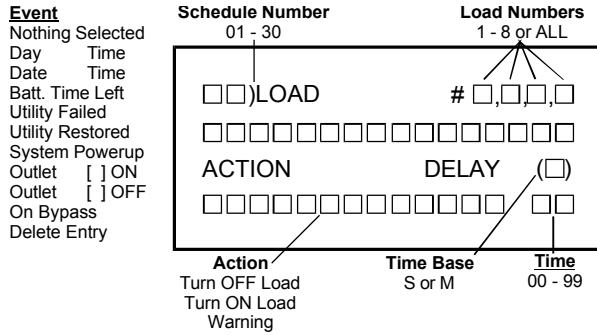 Event
Nothing Selected
Day Time
Date Time
Batt. Time Left
Utility Failed
Utility Restored
System Powerup
Outlet [ ] ON
Outlet [ ] OFF
On Bypass
Delete Entry
Schedule Number
01 - 30
Load Numbers
1 - 8 or ALL
□□)LOAD # □,□,□,□
□□□□□□□□□□□□□□□□
ACTION DELAY (□)
□□□□□□□□□□□□□ □□
Action
Turn OFF Load
Turn ON Load
Warning
Time Base
S or M
Time
00 - 99